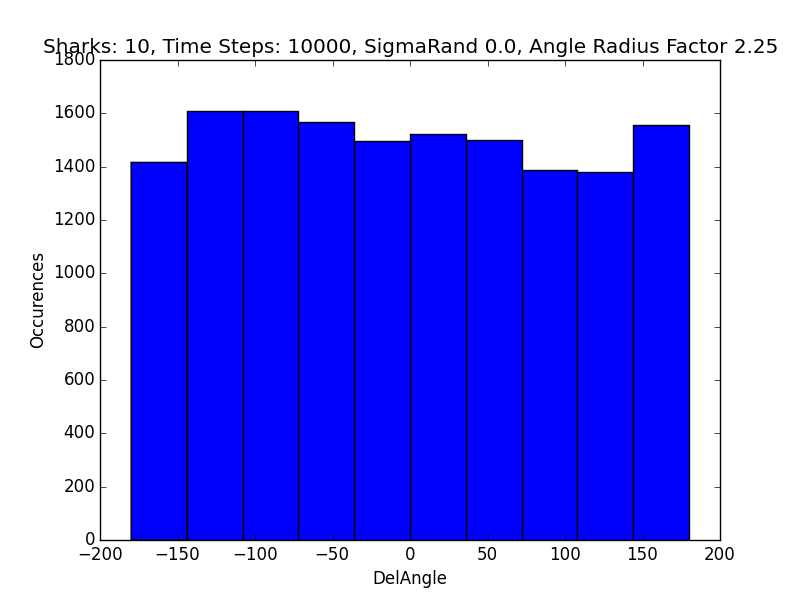 Sharks: 10, Time Steps: 10000, SigmaRand 0.0, Angle Radius Factor 2.25
1800
1600
1400
1200
1000
800
600
400
200
0
Occurences
−200 −150 −100 −50 0 50 100 150 200
DelAngle